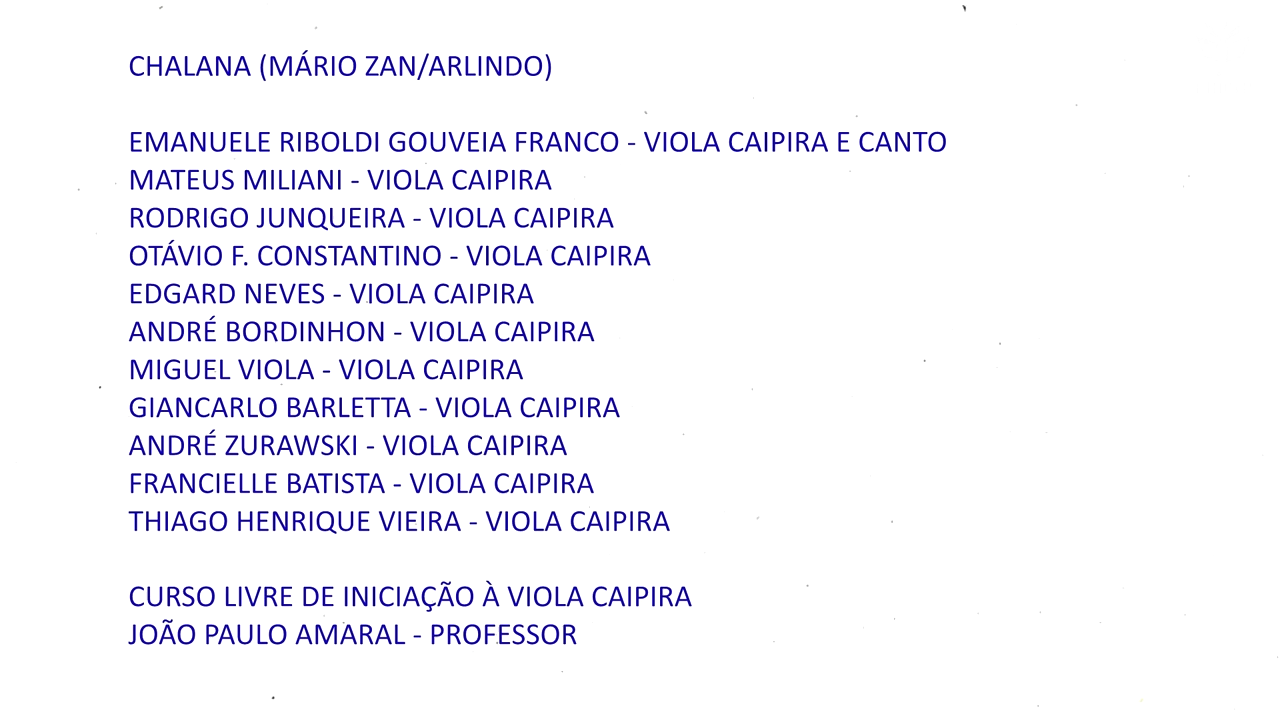 CHALANA (MÁRIO ZAN/ARLINDO)
EMANUELE RIBOLDI GOUVEIA FRANCO - VIOLA CAIPIRA E CANTO
MATEUS MILIANI - VIOLA CAIPIRA
RODRIGO JUNQUEIRA - VIOLA CAIPIRA
OTÁVIO F. CONSTANTINO - VIOLA CAIPIRA
EDGARD NEVES - VIOLA CAIPIRA
ANDRÉ BORDINHON - VIOLA CAIPIRA
MIGUEL VIOLA - VIOLA CAIPIRA
GIANCARLO BARLETTA - VIOLA CAIPIRA
ANDRÉ ZURAWSKI - VIOLA CAIPIRA
FRANCIELLE BATISTA - VIOLA CAIPIRA
THIAGO HENRIQUE VIEIRA - VIOLA CAIPIRA
CURSO LIVRE DE INICIAÇÃO À VIOLA CAIPIRA
JOÃO PAULO AMARAL - PROFESSOR